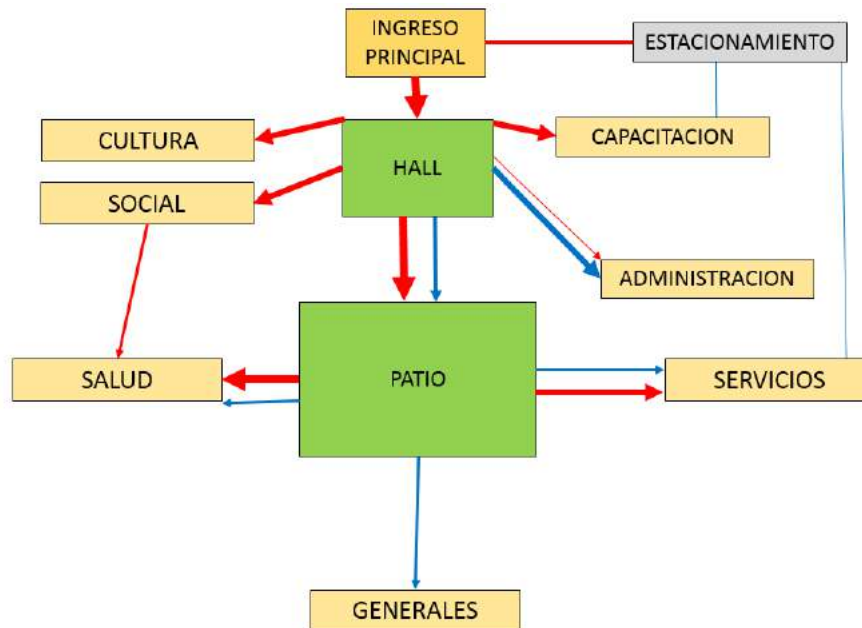 INGRESO
PRINCIPAL
ESTACIONAMIENTO
CULTURA
HALL
CAPACITACION
SOCIAL
ADMINISTRACION
SALUD
PATIO
SERVICIOS
GENERALES